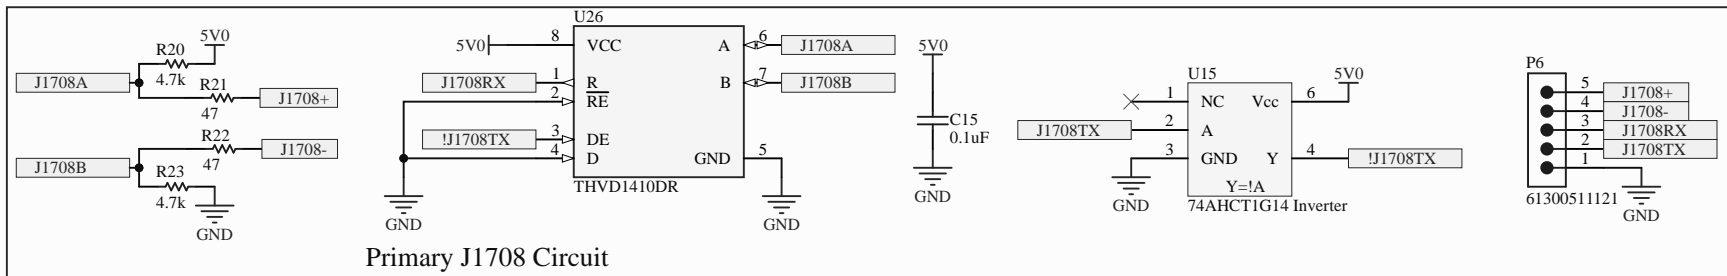 R20
5V0
4.7k
J1708A
R21
J1708+
47
R22
J1708-
J1708B
47
R23
4.7k
GND
U26
5V0
8
VCC
A
6
J1708A
J1708RX
1
R
B
7
J1708B
2
RE
!J1708TX
3
DE
4
D
GND
5
THVD1410DR
GND
GND
5V0
C15
0.1uF
GND
U15
5V0
1
NC
Vcc
6
J1708TX
2
A
3
GND
Y
4
!J1708TX
Y=!A
GND
74AHCT1G14 Inverter
P6
5
J1708+
4
J1708-
3
J1708RX
2
J1708TX
1
61300511121
GND
Primary J1708 Circuit